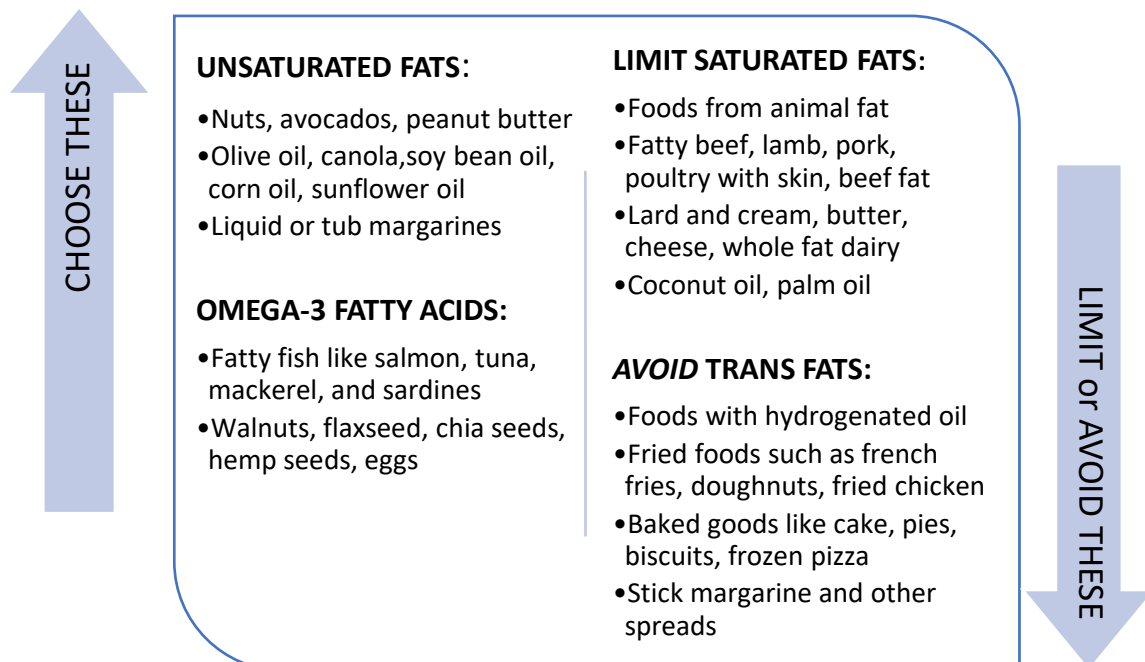 CHOOSE THESE
UNSATURATED FATS:
•Nuts, avocados, peanut butter
•Olive oil, canola,soy bean oil,
corn oil, sunflower oil
•Liquid or tub margarines
OMEGA-3 FATTY ACIDS:
•Fatty fish like salmon, tuna,
mackerel, and sardines
•Walnuts, flaxseed, chia seeds,
hemp seeds, eggs
LIMIT SATURATED FATS:
•Foods from animal fat
•Fatty beef, lamb, pork,
poultry with skin, beef fat
•Lard and cream, butter,
cheese, whole fat dairy
•Coconut oil, palm oil
AVOID TRANS FATS:
•Foods with hydrogenated oil
•Fried foods such as french
fries, doughnuts, fried chicken
•Baked goods like cake, pies,
biscuits, frozen pizza
•Stick margarine and other
spreads
LIMIT or AVOID THESE